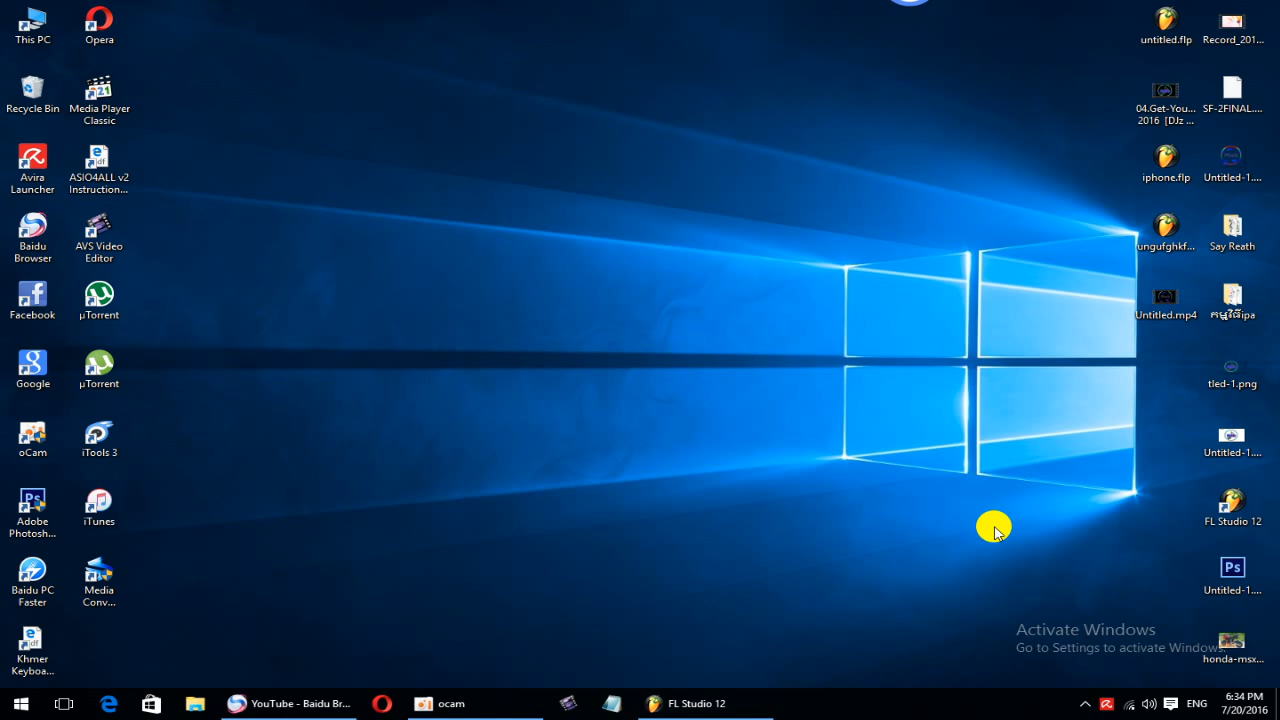 This PC
Opera
Recycle Bin
Media Player
Classic
Avira
Launcher
ASIO4ALL v2
Instruction...
Baidu
Browser
AVS Video
Editor
Facebook
µTorrent
Google
µTorrent
oCam
iTools 3
Adobe
Photosh...
iTunes
Baidu PC
Faster
Media
Conv...
Khmer
Keyboa...
untitled.flp
Record_201...
04.Get-You...
2016 [DJz ...
SF-2FINAL....
iphone.flp
Untitled-1....
ungufghkf...
Say Reath
Untitled.mp4
tled-1.png
Untitled-1....
FL Studio 12
Ps
Untitled-1....
honda-msx...
Activate Windows
Go to Settings to activate Windows.
YouTube - Baidu Br...
ocam
FL Studio 12
ENG
6:34 PM
7/20/2016